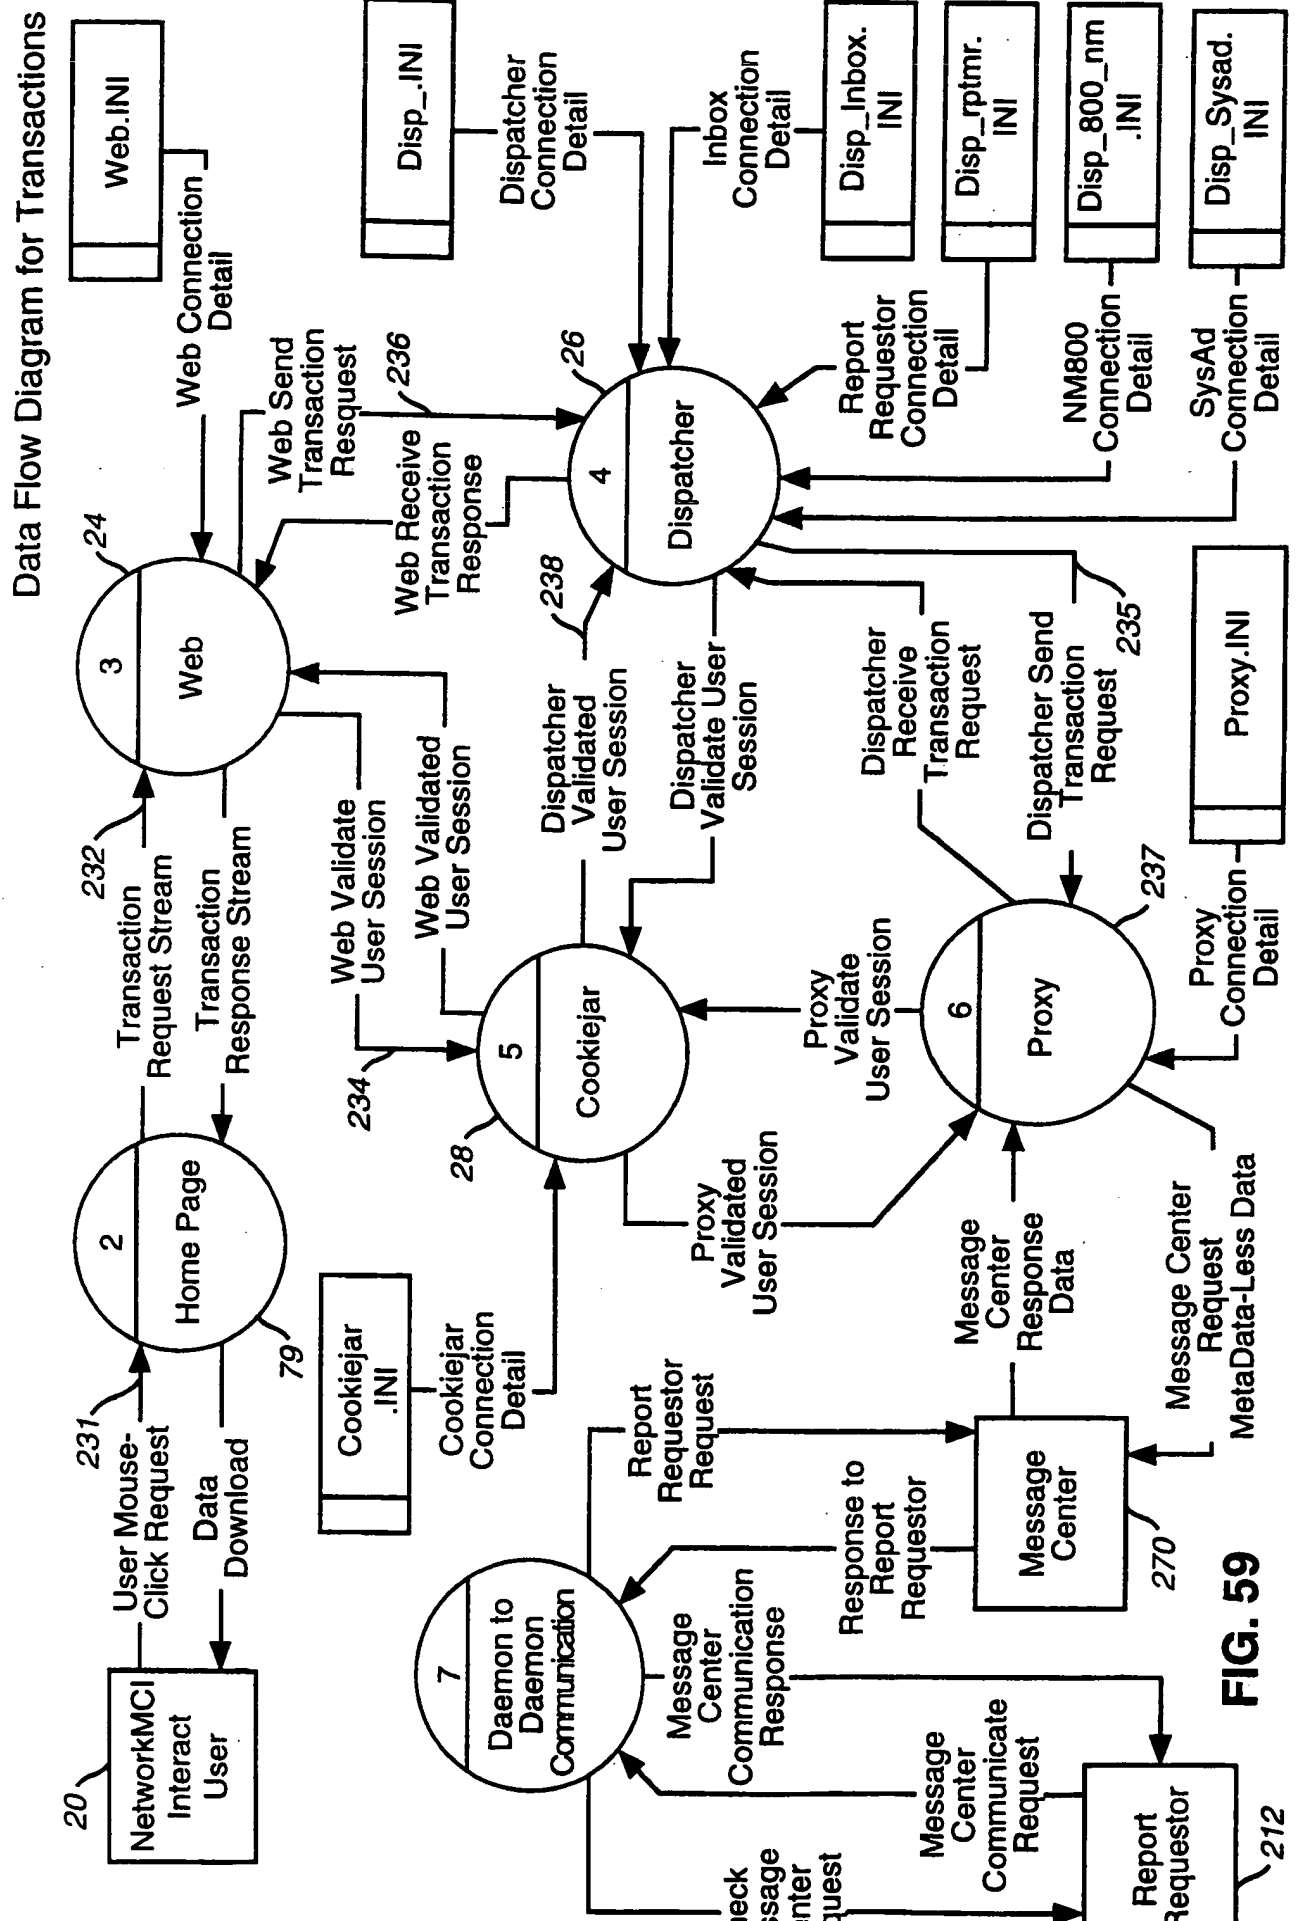 Data Flow Diagram for Transactions
20
NetworkMCI
Interact
User
User Mouse-
Click Request
231
Data
Download
2
Home Page
79
Transaction
Request Stream
232
Transaction
Response Stream
3
Web
24
Web Connection
Detail
Web.INI
Web Send
Transaction
Resquest
236
Web Receive
Transaction
Response
Web Validate
User Session
234
Web Validated
User Session
Cookiejar
.INI
Cookiejar
Connection
Detail
28
5
Cookiejar
Dispatcher
Validated
User Session
238
Dispatcher
Validate User
Session
26
4
Dispatcher
Disp_.INI
Dispatcher
Connection
Detail
Inbox
Connection
Detail
Disp_Inbox.
INI
Report
Requestor
Connection
Detail
Disp_rptmr.
INI
NM800
Connection
Detail
Disp_800_nm
.INI
SysAd
Connection
Detail
Disp_Sysad.
INI
Dispatcher
Receive
Transaction
Request
Dispatcher Send
Transaction
Request
235
Proxy
Validate
User Session
Proxy
Validated
User Session
6
Proxy
237
Proxy
Connection
Detail
Proxy.INI
Message
Center
Response
Data
Message Center
Request
MetaData-Less Data
7
Daemon to
Daemon
Communication
Report
Requestor
Request
Response to
Report
Requestor
Message
Center
270
Message
Center
Communication
Response
Message
Center
Communicate
Request
Report
212
FIG. 59